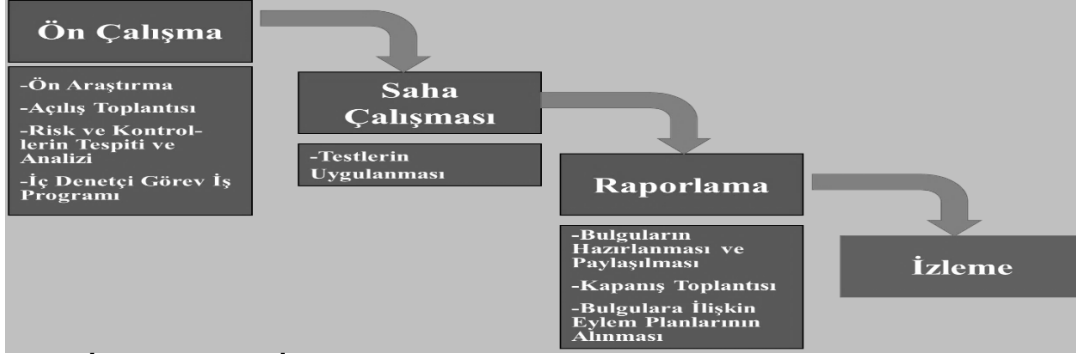 Ön Çalışma
-Ön Araştırma
-Açılış Toplantısı
-Risk ve Kontrol-
lerin Tespiti ve
Analizi
-İç Denetçi Görev İş
Programı
Saha
Çalışması
-Testlerin
Uygulanması
Raporlama
-Bulguların
Hazırlanması ve
Paylaşılması
-Kapanış Toplantısı
-Bulgulara İlişkin
Eylem Planlarının
Alınması
İzleme